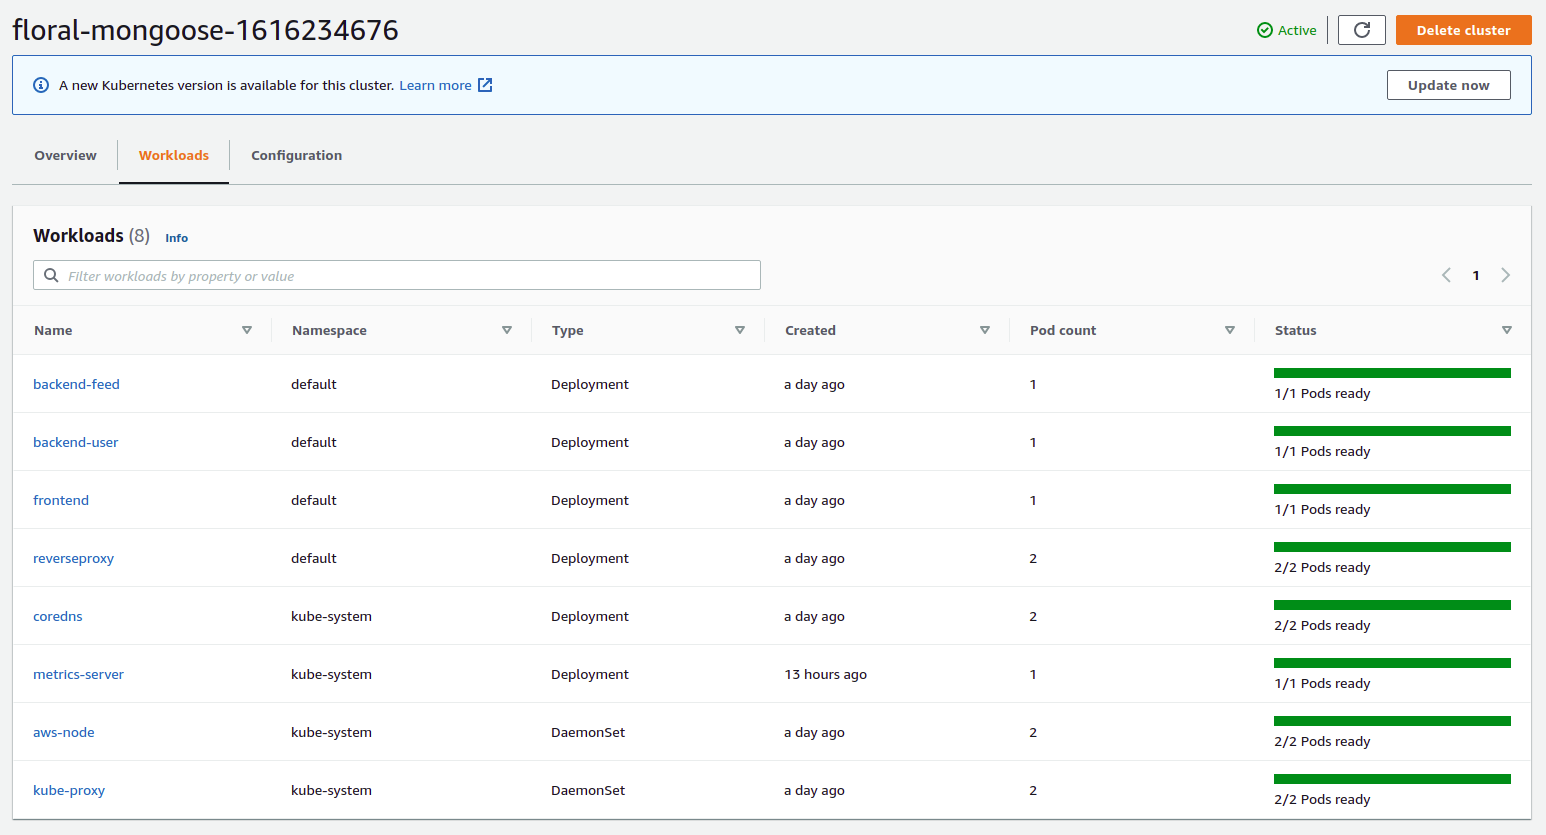 floral-mongoose-1616234676
Active
Delete cluster
A new Kubernetes version is available for this cluster. Learn more
Update now
Overview Workloads Configuration
Workloads (8) Info
Filter workloads by property or value
1
Name Namespace Type Created Pod count Status
backend-feed default Deployment a day ago 1 1/1 Pods ready
backend-user default Deployment a day ago 1 1/1 Pods ready
frontend default Deployment a day ago 1 1/1 Pods ready
reverseproxy default Deployment a day ago 2 2/2 Pods ready
coredns kube-system Deployment a day ago 2 2/2 Pods ready
metrics-server kube-system Deployment 13 hours ago 1 1/1 Pods ready
aws-node kube-system DaemonSet a day ago 2 2/2 Pods ready
kube-proxy kube-system DaemonSet a day ago 2 2/2 Pods ready